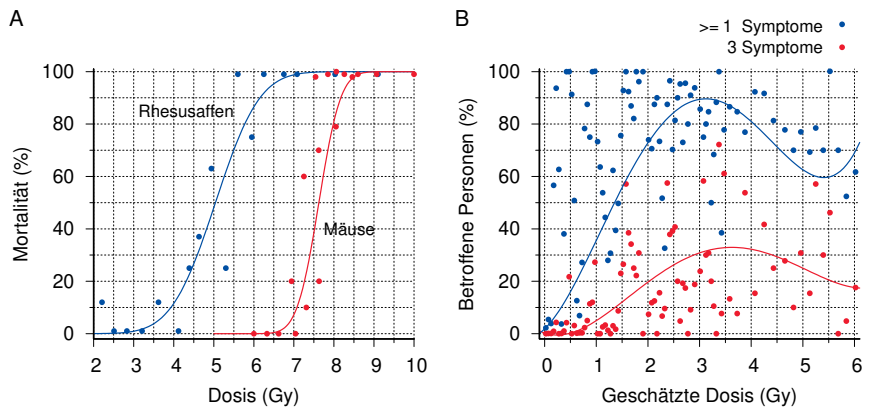 A
Mortalität (%)
100
80
60
40
20
0
Rhesusaffen
Mäuse
2 3 4 5 6 7 8 9 10
Dosis (Gy)
B
>= 1 Symptome
3 Symptome
Betroffene Personen (%)
100
80
60
40
20
0
0 1 2 3 4 5 6
Geschätzte Dosis (Gy)